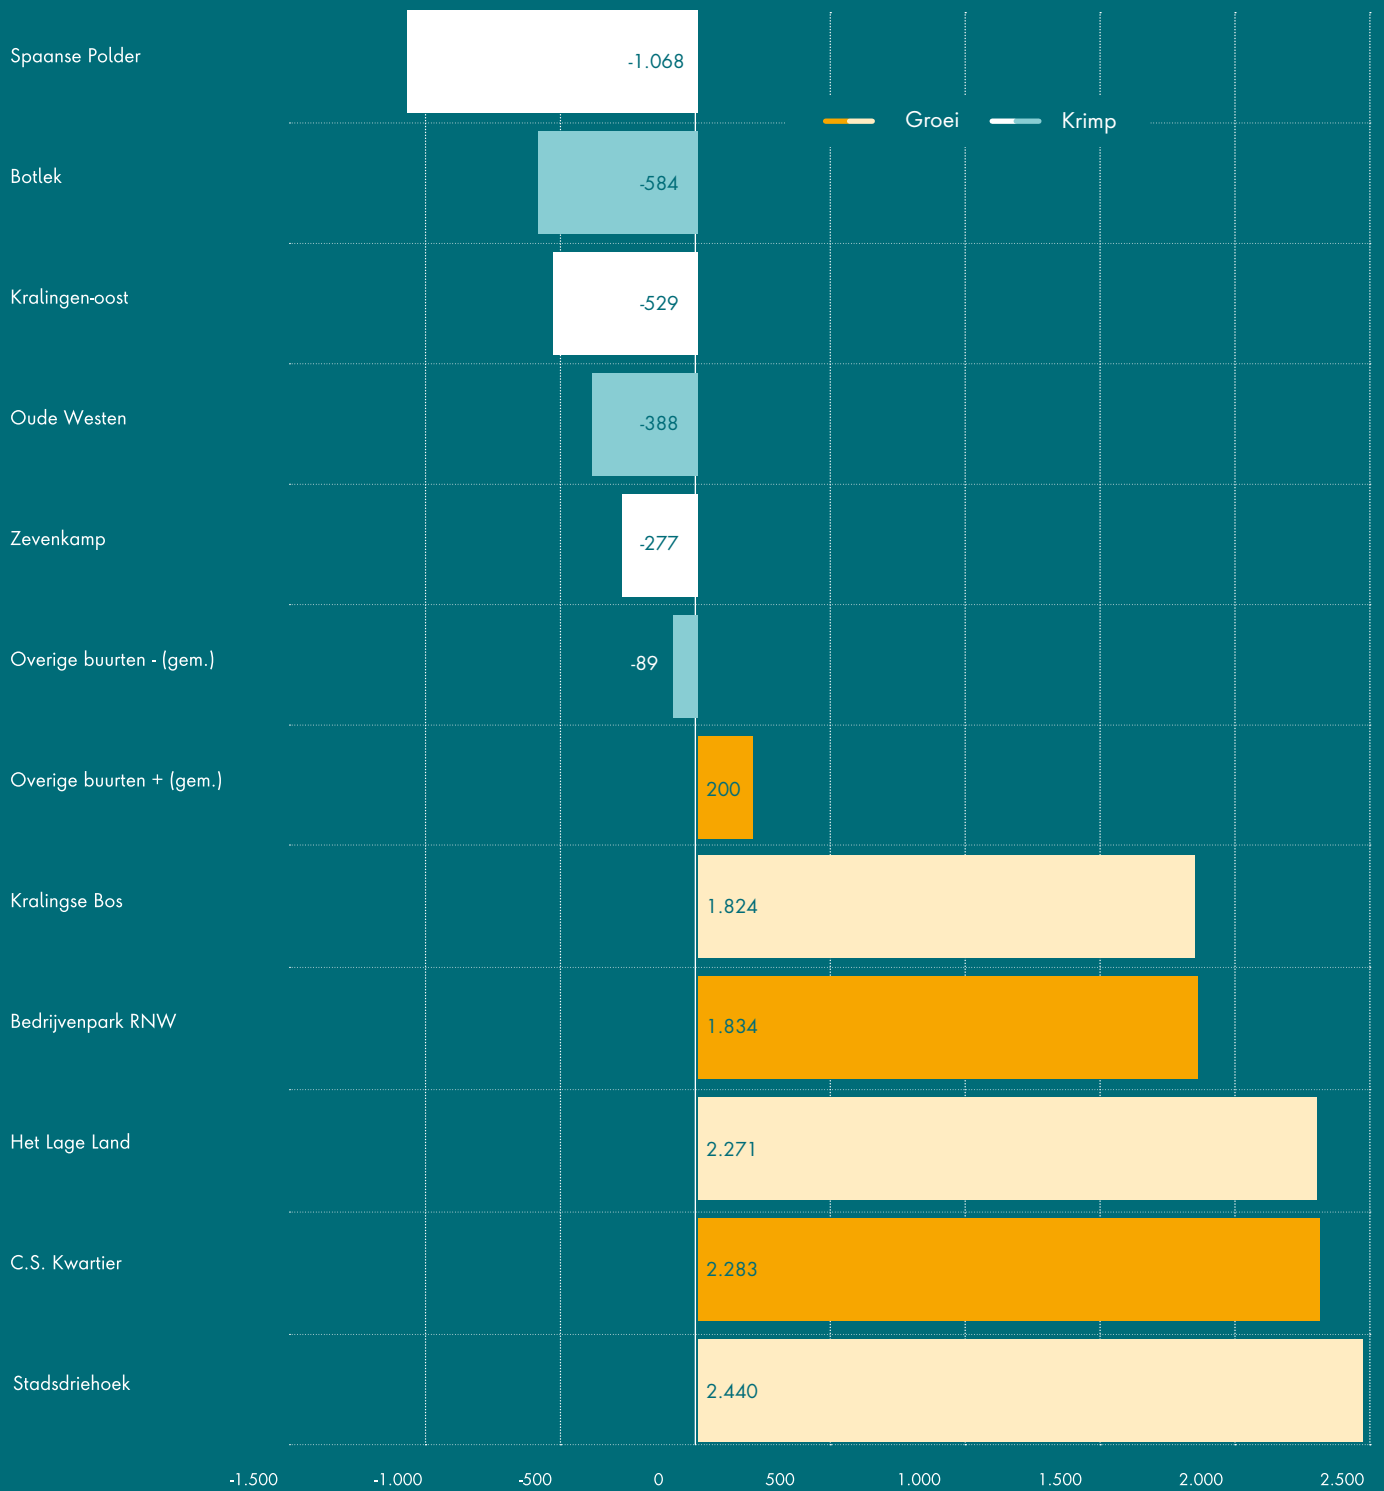 Spaanse Polder
-1.068
Groei
Krimp
Botlek
-584
Kralingen-oost
-529
Oude Westen
-388
Zevenkamp
-277
Overige buurten - (gem.)
-89
Overige buurten + (gem.)
200
Kralingse Bos
1.824
Bedrijvenpark RNW
1.834
Het Lage Land
2.271
C.S. Kwartier
2.283
Stadsdriehoek
2.440
-1.500 -1.000 -500 0 500 1.000 1.500 2.000 2.500